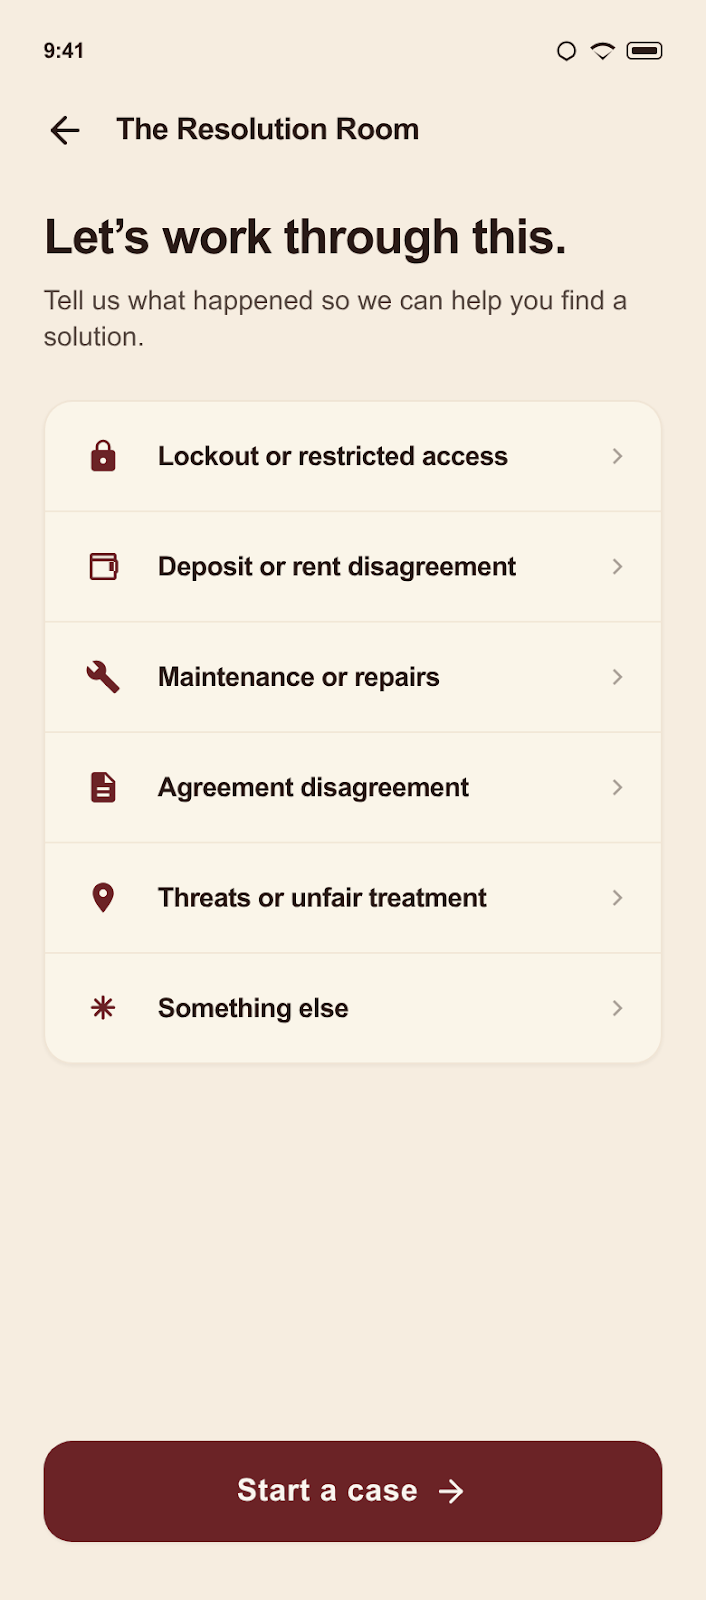 9:41
The Resolution Room
Let’s work through this.
Tell us what happened so we can help you find a
solution.
Lockout or restricted access
Deposit or rent disagreement
Maintenance or repairs
Agreement disagreement
Threats or unfair treatment
Something else
Start a case